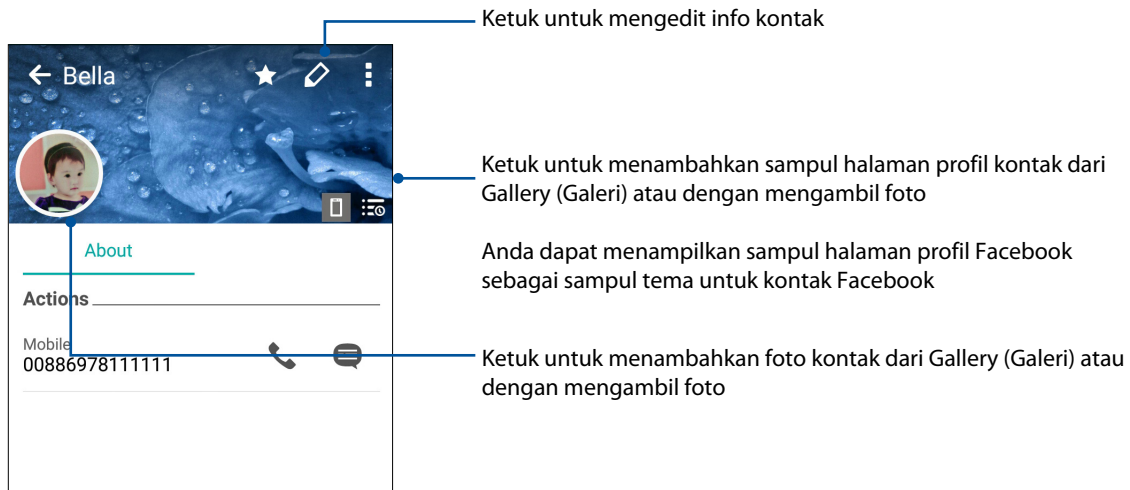 Ketuk untuk mengedit info kontak
Bella
Ketuk untuk menambahkan sampul halaman profil kontak dari
Gallery (Galeri) atau dengan mengambil foto
About
Anda dapat menampilkan sampul halaman profil Facebook
sebagai sampul tema untuk kontak Facebook
Actions
Mobile
00886978111111
Ketuk untuk menambahkan foto kontak dari Gallery (Galeri) atau
dengan mengambil foto